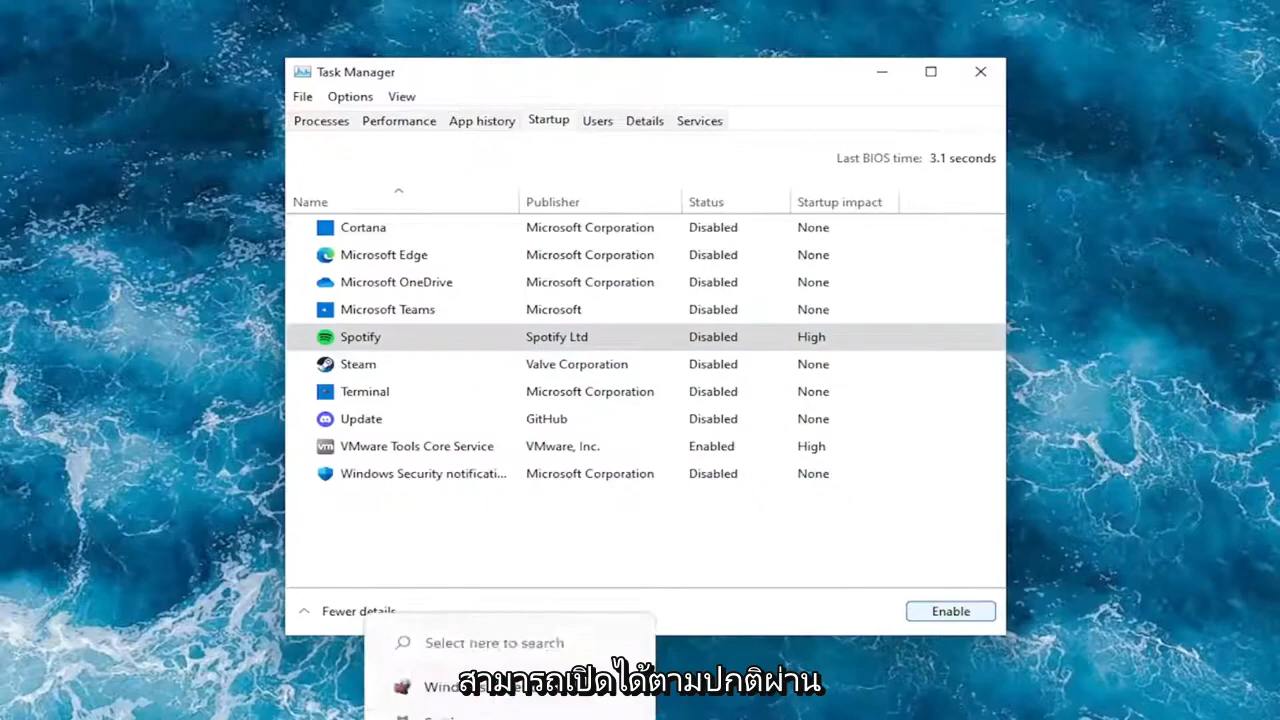 Task Manager
File Options View
Processes Performance App history Startup Users Details Services
Last BIOS time: 3.1 seconds
Name Publisher Status Startup impact
Cortana Microsoft Corporation Disabled None
Microsoft Edge Microsoft Corporation Disabled None
Microsoft OneDrive Microsoft Corporation Disabled None
Microsoft Teams Microsoft Disabled None
Spotify Spotify Ltd Disabled High
Steam Valve Corporation Disabled None
Terminal Microsoft Corporation Disabled None
Update GitHub Disabled None
VMware Tools Core Service VMware, Inc. Enabled High
Windows Security notificati... Microsoft Corporation Disabled None
Fewer details Enable
Select here to search
สามารถเปิดได้ตามปกติผ่าน